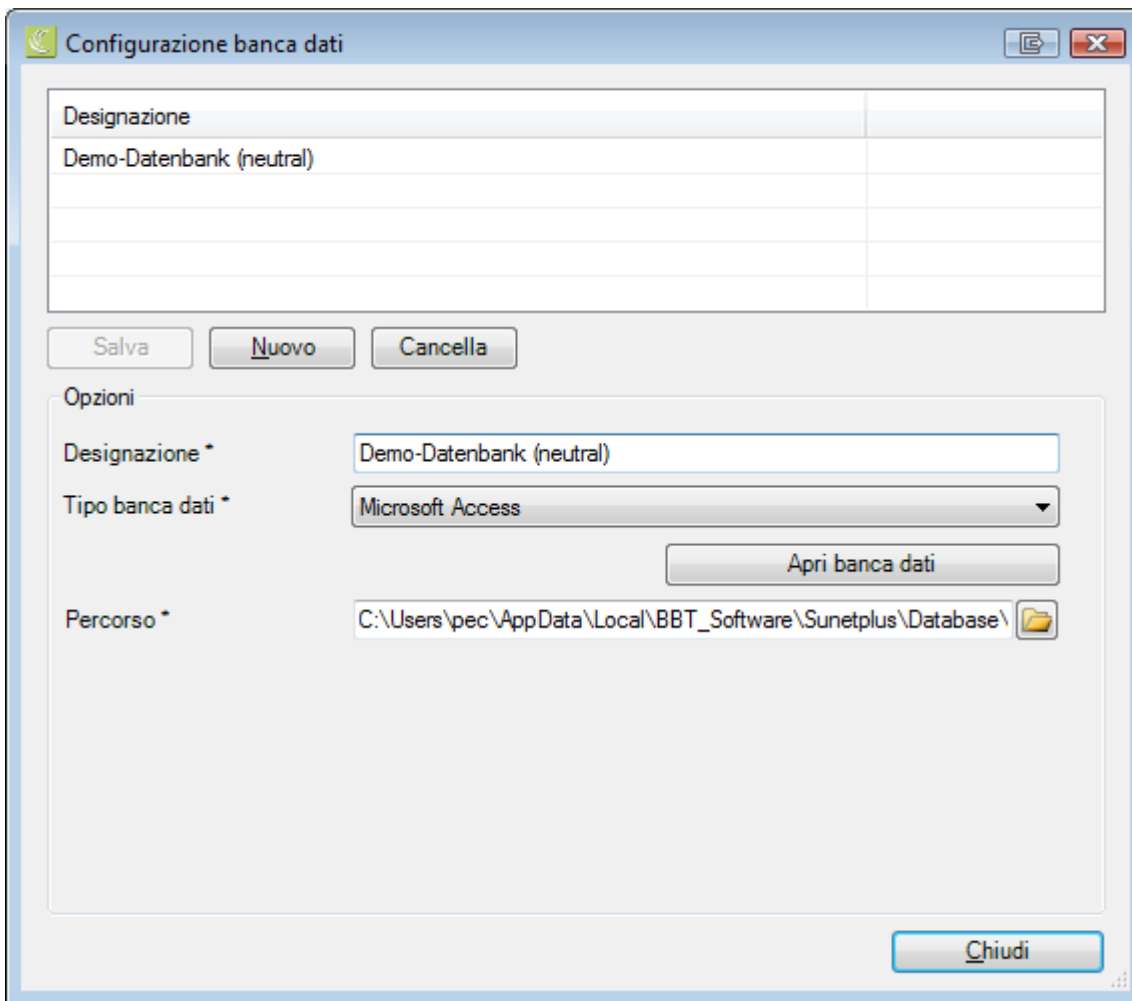 Configurazione banca dati
Designazione
Demo-Datenbank (neutral)
Salva Nuovo Cancella
Opzioni
Designazione * Demo-Datenbank (neutral)
Tipo banca dati * Microsoft Access
Apri banca dati
Percorso * C:\Users\pec\AppData\Local\BBT_Software\Sunetplus\Database\
Chiudi